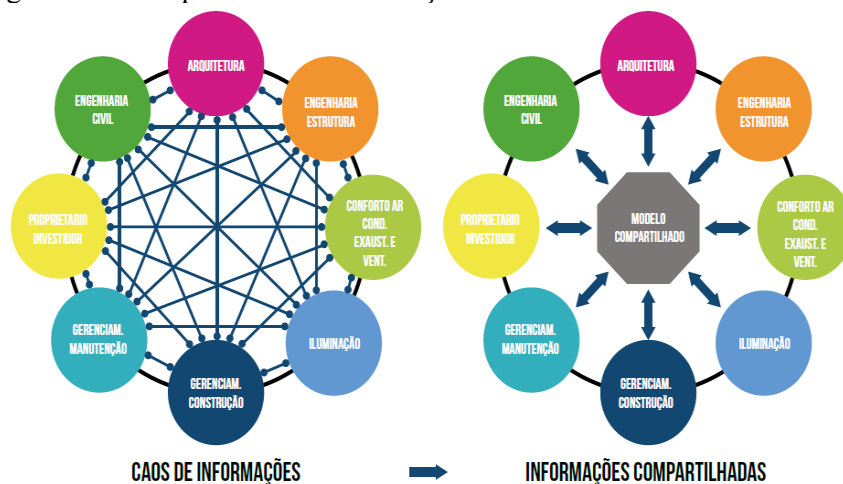 ARQUITETURA
ENGENHARIA
CIVIL
ENGENHARIA
ESTRUTURA
PROPRIETARIO
INVESTIDOR
CONFORTO AR
COND.
EXAUST. E
VENT.
GERENCIAM.
MANUTENÇÃO
ILUMINAÇÃO
GERENCIAM.
CONSTRUÇÃO
CAOS DE INFORMAÇÕES
ARQUITETURA
ENGENHARIA
CIVIL
ENGENHARIA
ESTRUTURA
PROPRIETARIO
INVESTIDOR
MODELO
COMPARTILHADO
CONFORTO AR
COND.
EXAUST. E
VENT.
GERENCIAM.
MANUTENÇÃO
ILUMINAÇÃO
GERENCIAM.
CONSTRUÇÃO
INFORMAÇÕES COMPARTILHADAS